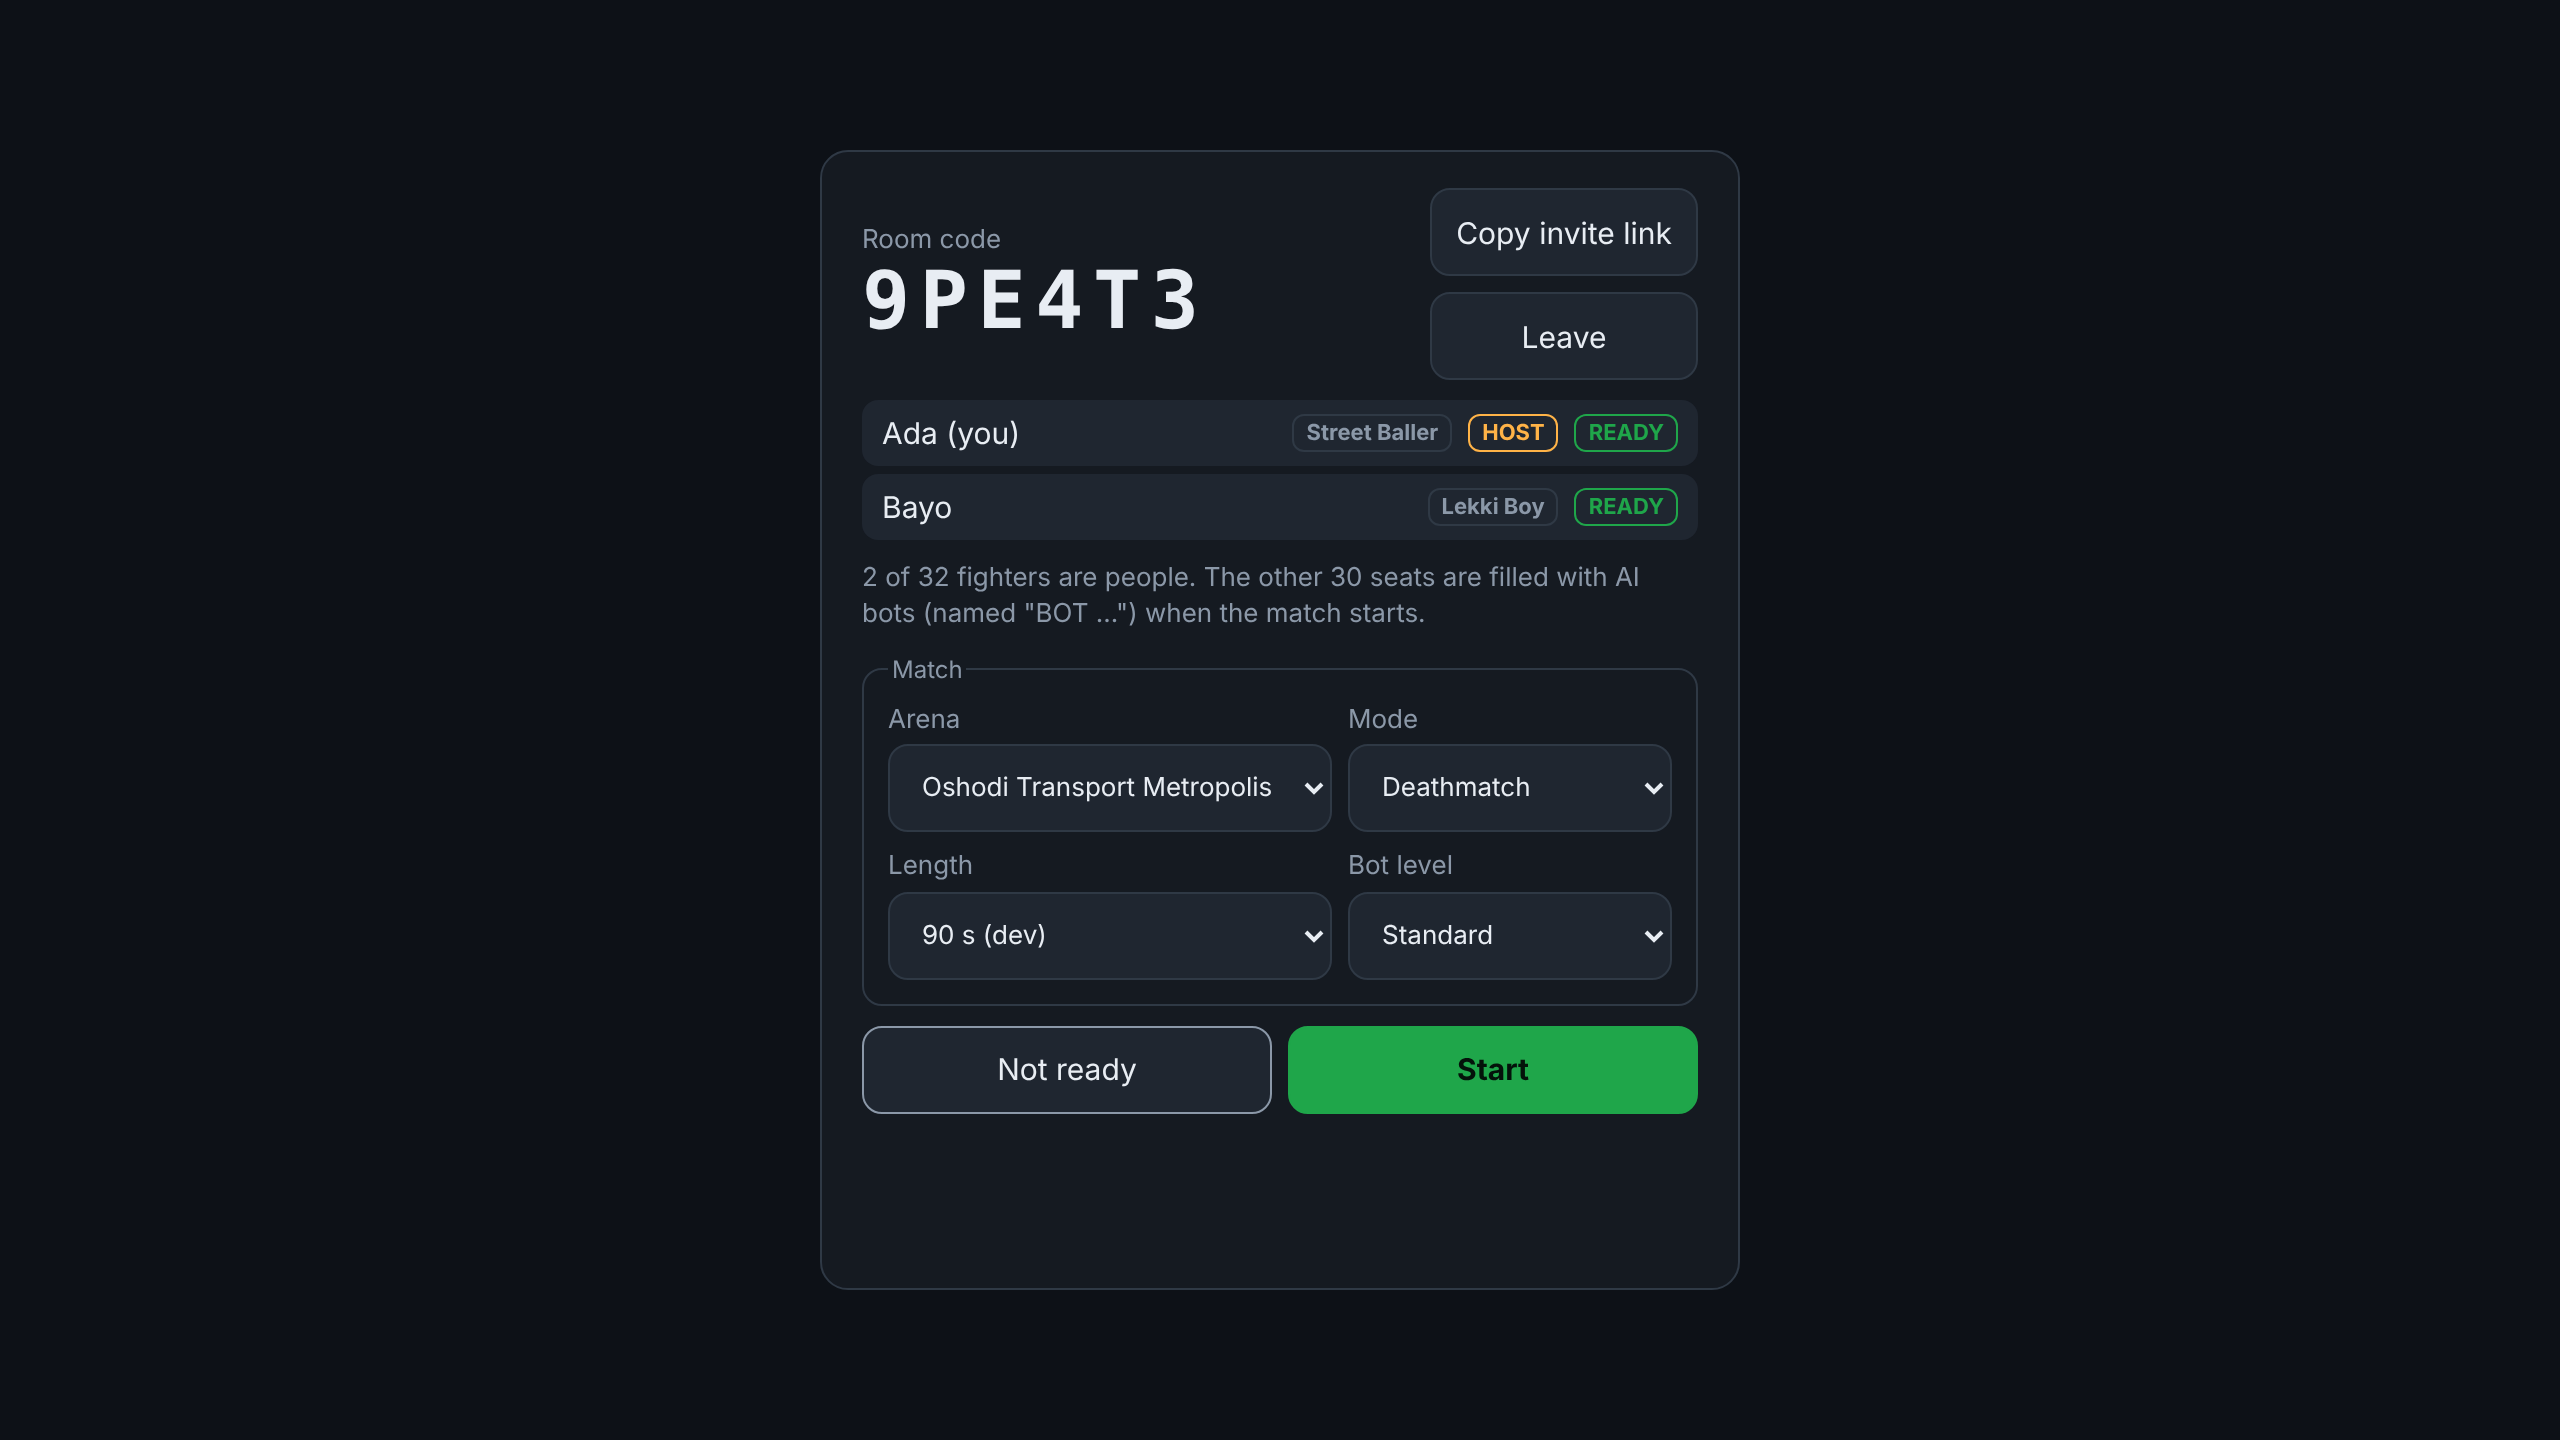 Room code
9PE4T3
Copy invite link
Leave
Ada (you)
Street Baller
HOST
READY
Bayo
Lekki Boy
READY
2 of 32 fighters are people. The other 30 seats are filled with AI
bots (named "BOT ...") when the match starts.
Match
Arena
Mode
Oshodi Transport Metropolis
Deathmatch
Length
Bot level
90 s (dev)
Standard
Not ready
Start